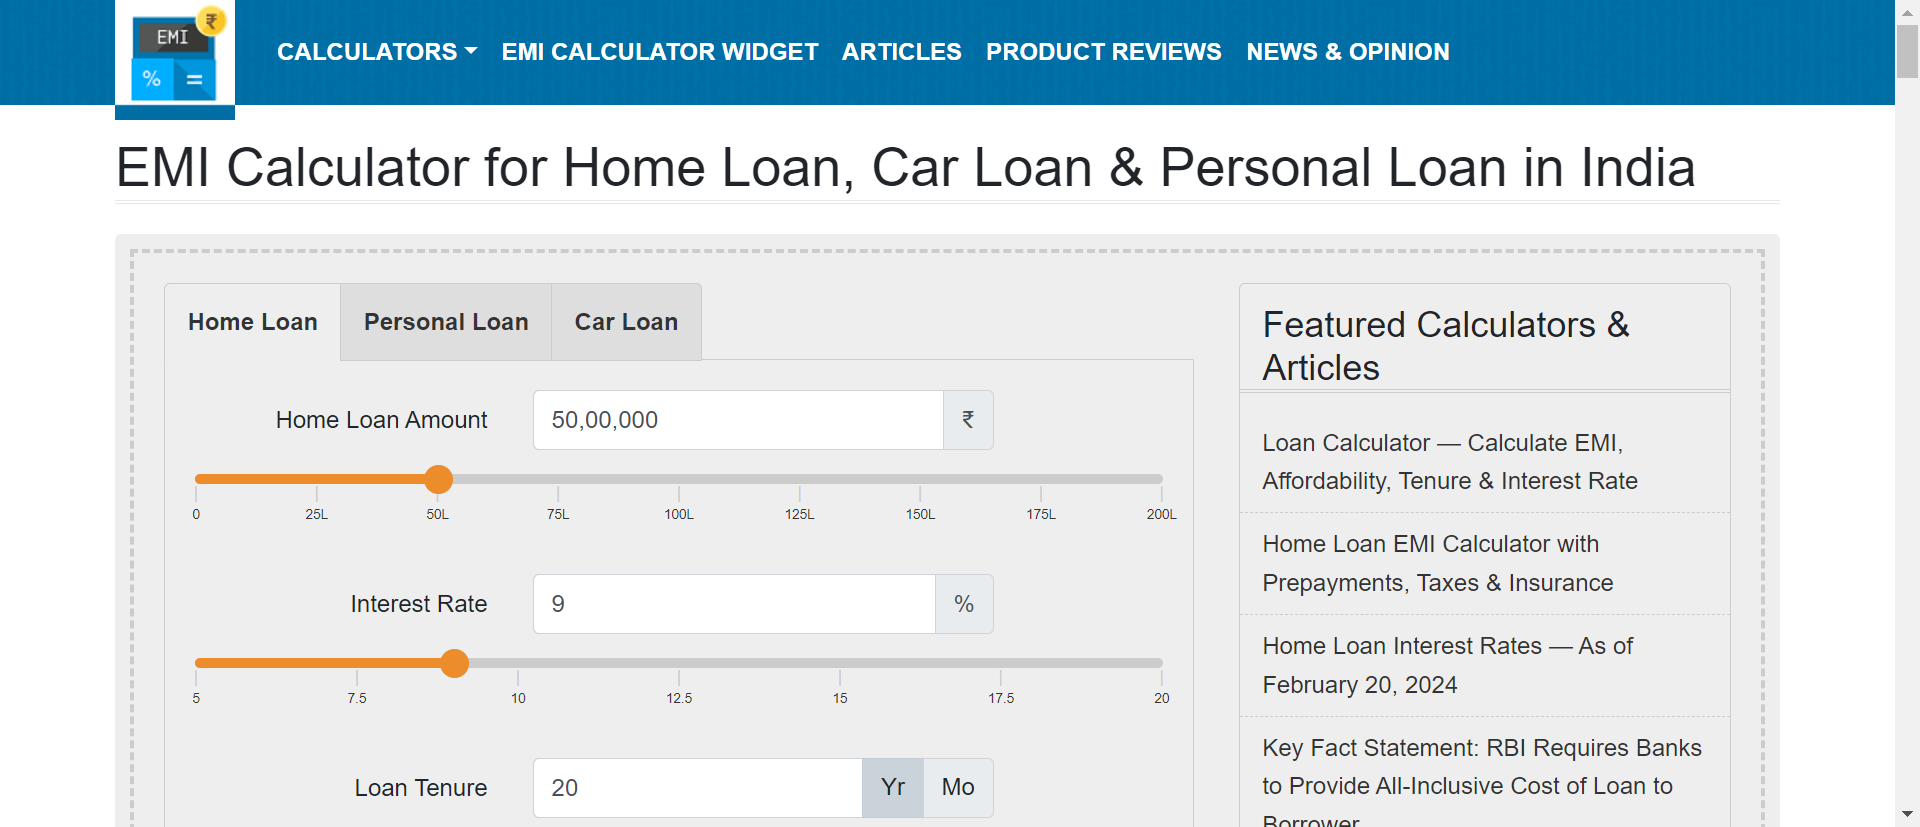 EMI
%
=
₹
CALCULATORS
EMI CALCULATOR WIDGET
ARTICLES
PRODUCT REVIEWS
NEWS & OPINION
EMI Calculator for Home Loan, Car Loan & Personal Loan in India
Home Loan
Personal Loan
Car Loan
Home Loan Amount
50,00,000
₹
0
25L
50L
75L
100L
125L
150L
175L
200L
Interest Rate
9
%
5
7.5
10
12.5
15
17.5
20
Loan Tenure
20
Yr
Mo
Featured Calculators &
Articles
Loan Calculator — Calculate EMI,
Affordability, Tenure & Interest Rate
Home Loan EMI Calculator with
Prepayments, Taxes & Insurance
Home Loan Interest Rates — As of
February 20, 2024
Key Fact Statement: RBI Requires Banks
to Provide All-Inclusive Cost of Loan to
Borrower